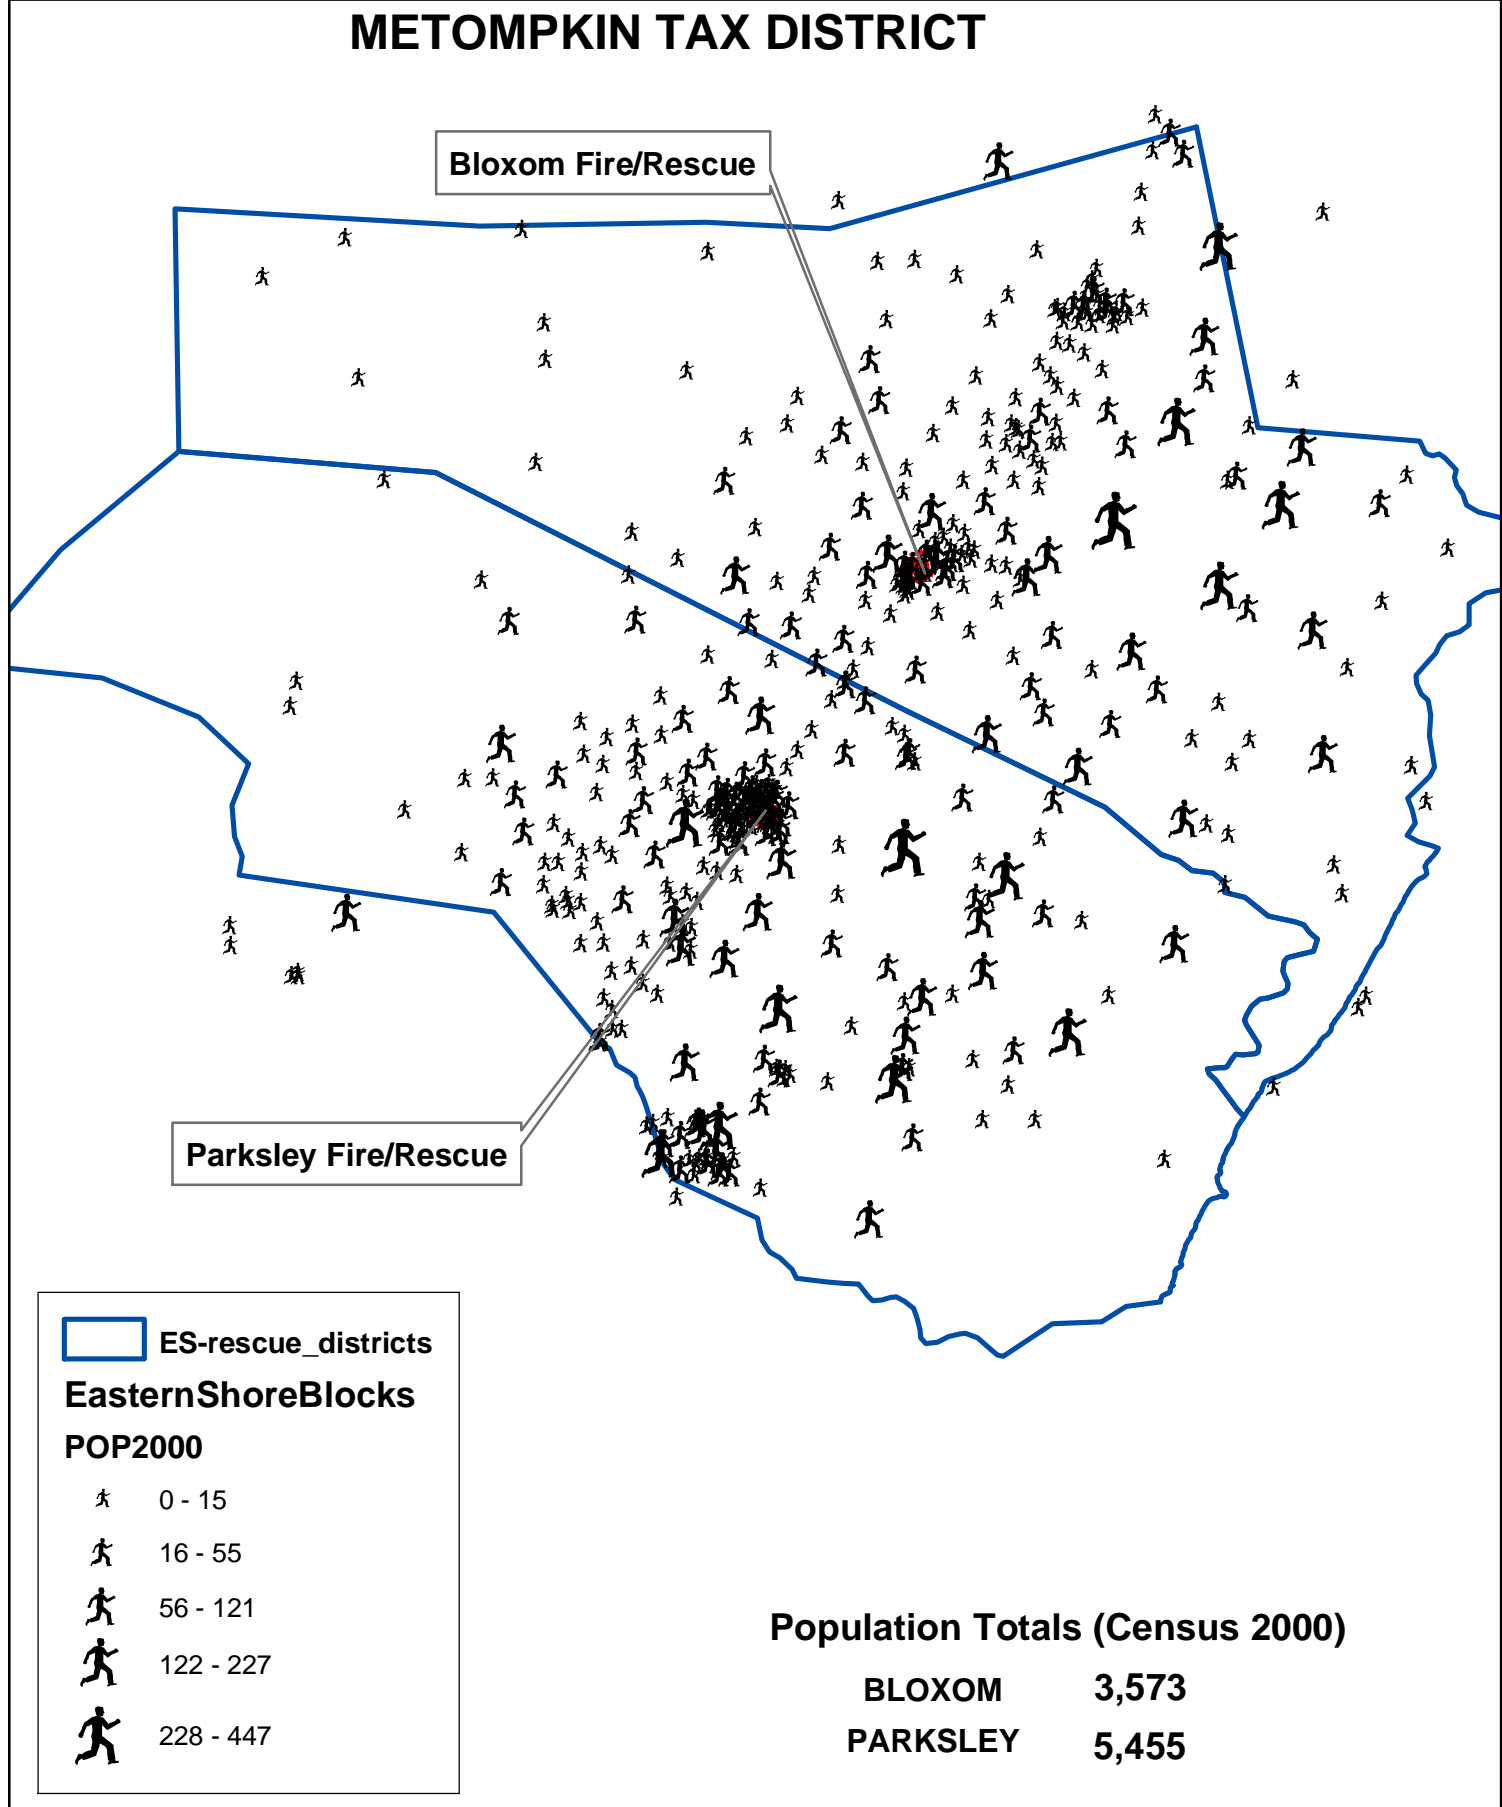 METOMPKIN TAX DISTRICT
Bloxom Fire/Rescue
Parksley Fire/Rescue
ES-rescue_districts
EasternShoreBlocks
POP2000
0 - 15
16 - 55
56 - 121
122 - 227
228 - 447
Population Totals (Census 2000)
BLOXOM 3,573
PARKSLEY 5,455